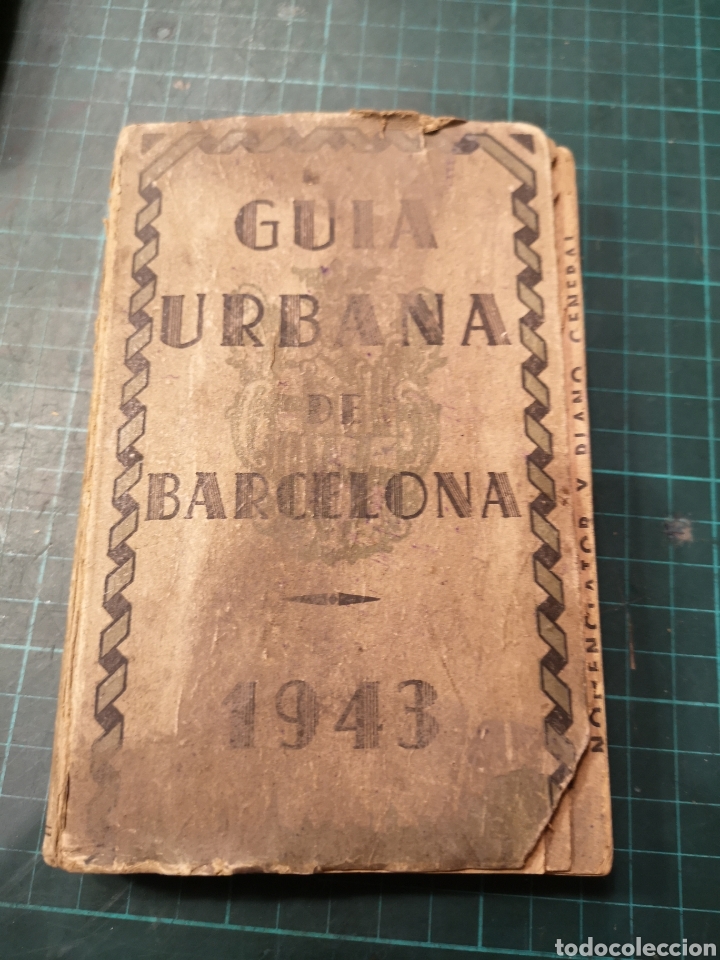 GUIA
URBANA
DE
BARCELONA
1943
NOMENCLATOR Y PLANO GENERAL
todocoleccion